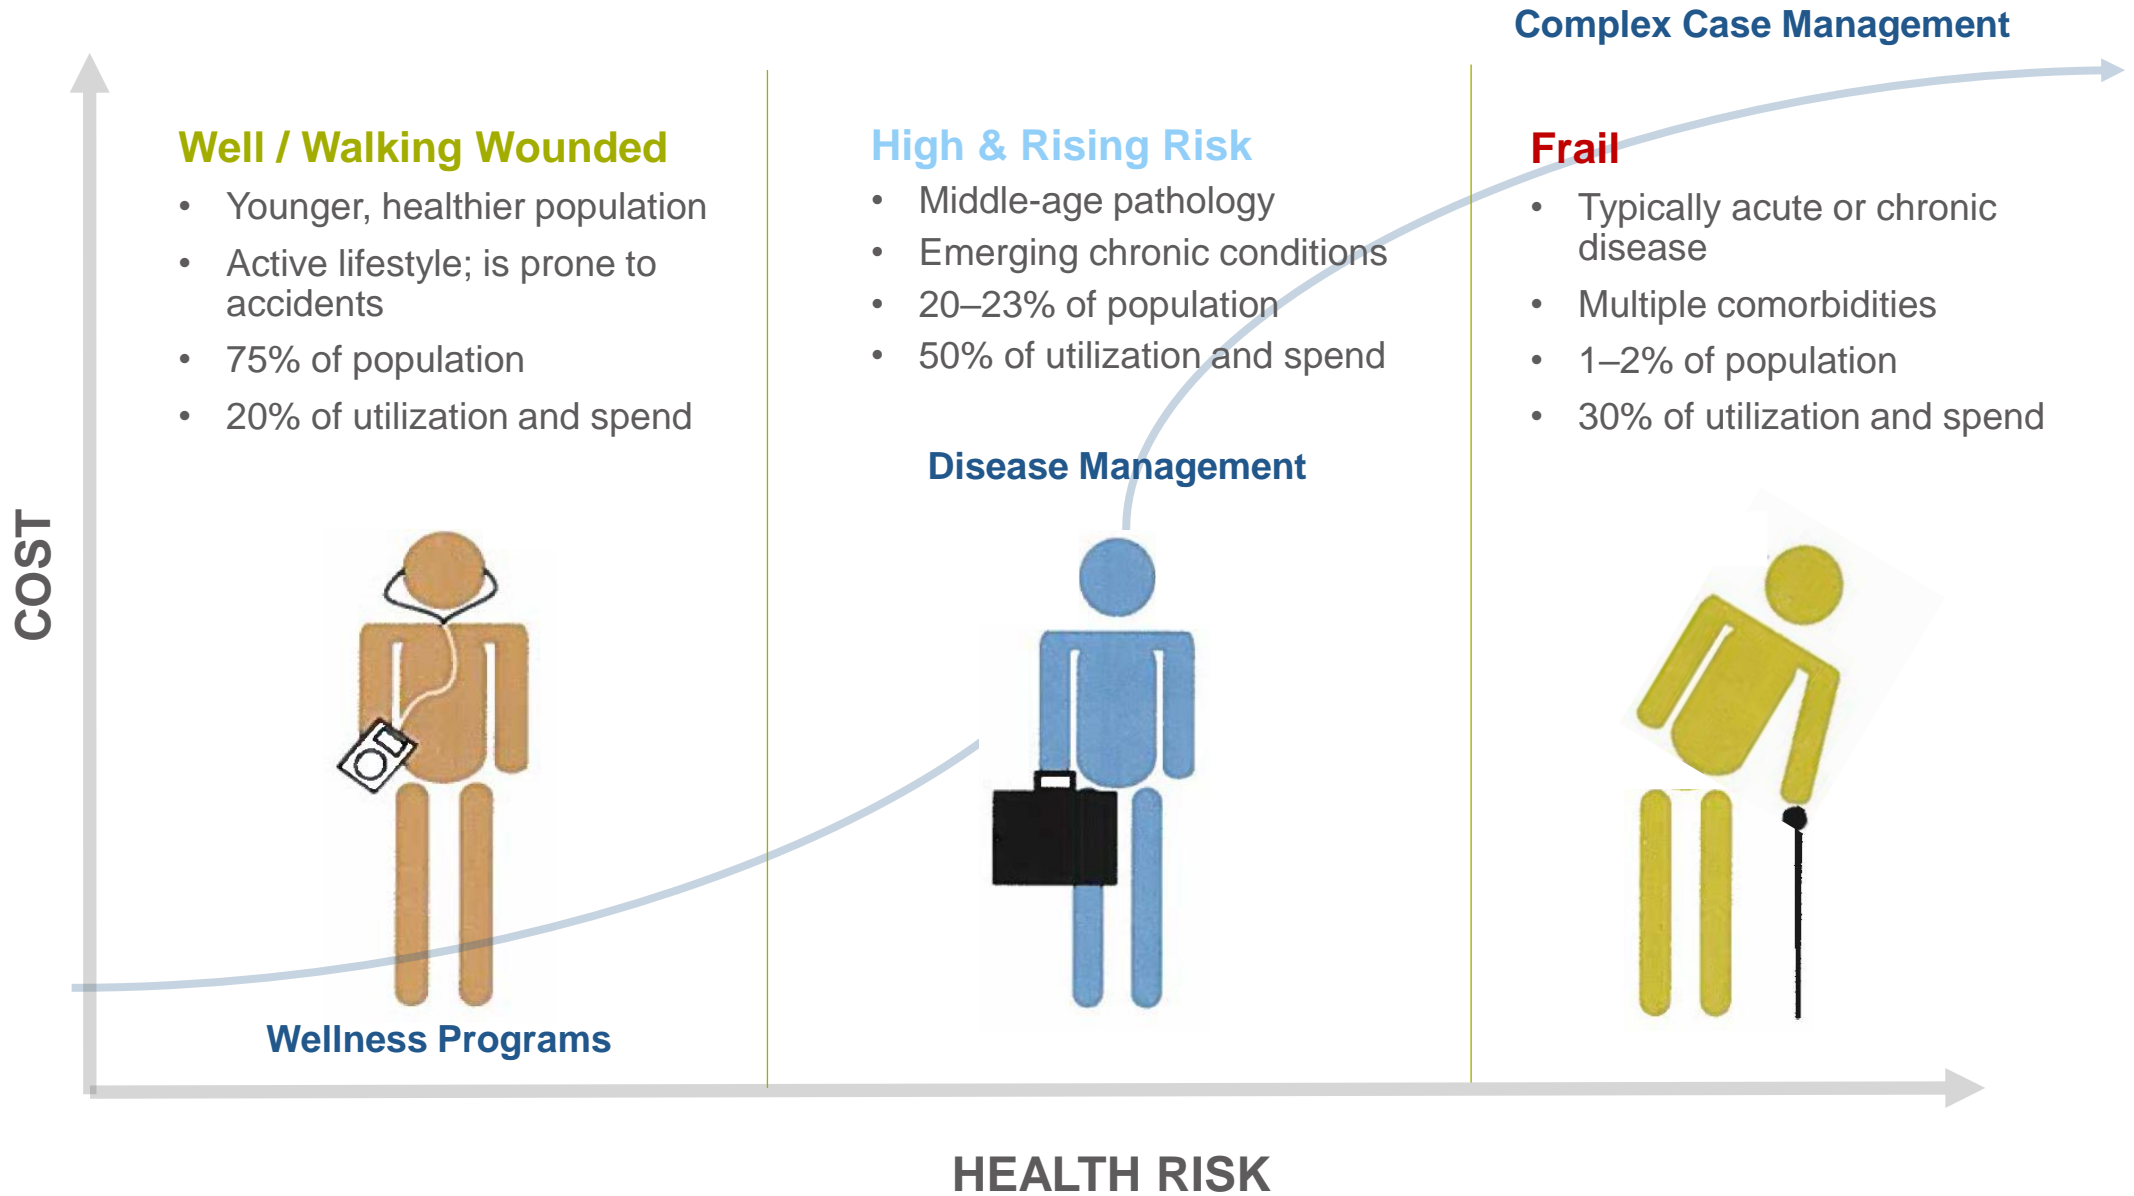 Complex Case Management
Well / Walking Wounded
• Younger, healthier population
• Active lifestyle; is prone to
accidents
• 75% of population
• 20% of utilization and spend
High & Rising Risk
• Middle-age pathology
• Emerging chronic conditions
• 20–23% of population
• 50% of utilization and spend
Disease Management
Frail
• Typically acute or chronic
disease
• Multiple comorbidities
• 1–2% of population
• 30% of utilization and spend
COST
Wellness Programs
HEALTH RISK